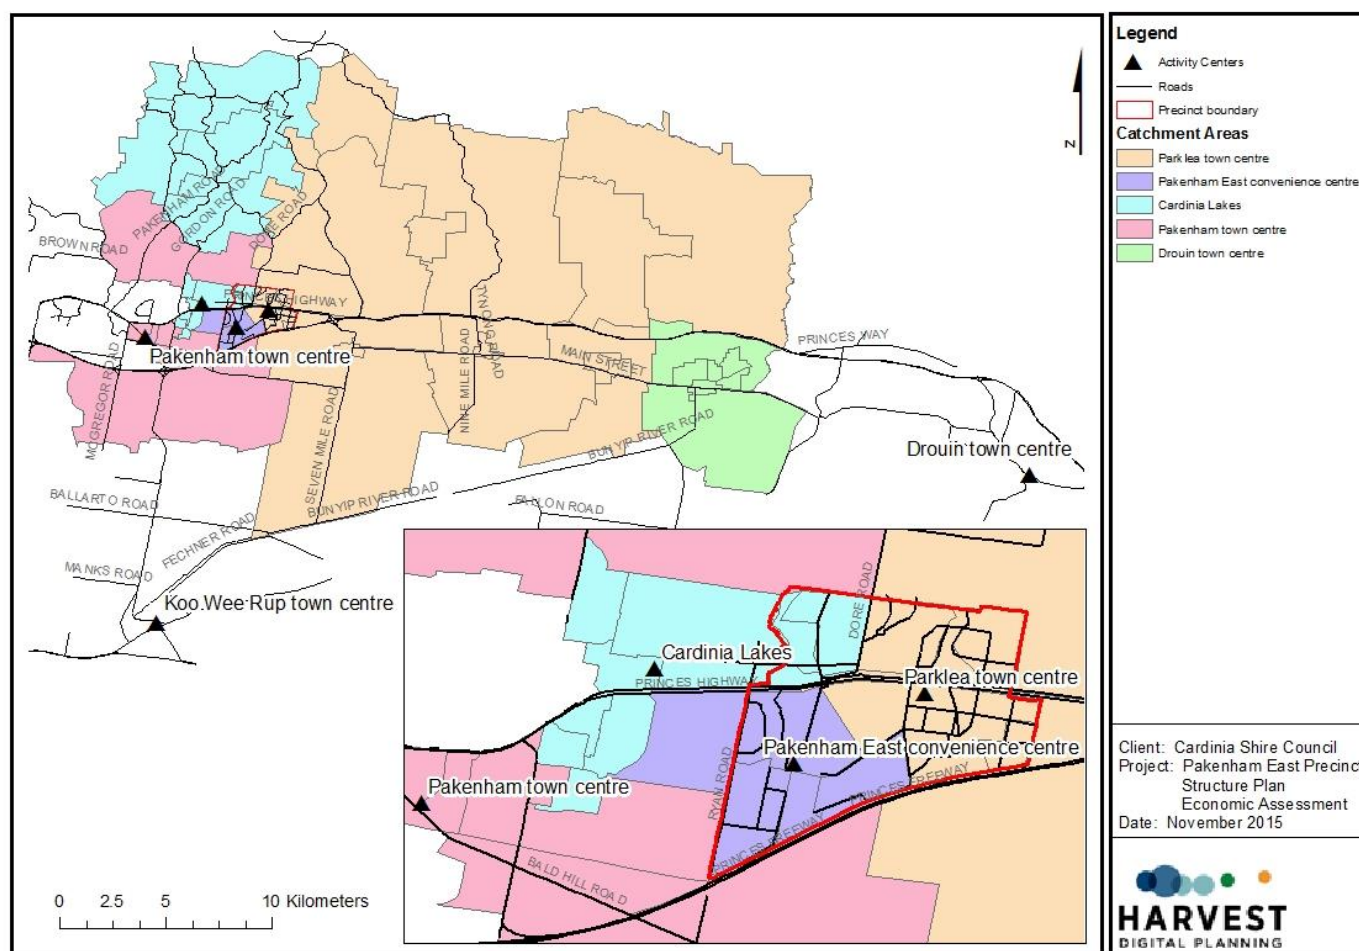 PAKENHAM ROAD
GORDON ROAD
DORE ROAD
BROWN ROAD
PRINCES HIGHWAY
Pakenham town centre
MCGREGOR ROAD
TYNONG ROAD
NINE MILE ROAD
SEVEN MILE ROAD
MAIN STREET
PRINCES WAY
BUNYIP RIVER ROAD
BUNYIP RIVER ROAD
Drouin town centre
BALLARTO ROAD
FECHNER ROAD
FALLON ROAD
MANKS ROAD
Koo Wee Rup town centre
0 2.5 5 10 Kilometers
N
DORE ROAD
Cardinia Lakes
PRINCES HIGHWAY
Parklea town centre
Pakenham East convenience centre
RYAN ROAD
PRINCES FREEWAY
Pakenham town centre
PRINCES FREEWAY
BALD HILL ROAD
Legend
Activity Centers
Roads
Precinct boundary
Catchment Areas
Parklea town centre
Pakenham East convenience centre
Cardinia Lakes
Pakenham town centre
Drouin town centre
Client: Cardinia Shire Council
Project: Pakenham East Precinct
Structure Plan
Economic Assessment
Date: November 2015
HARVEST
DIGITAL PLANNING